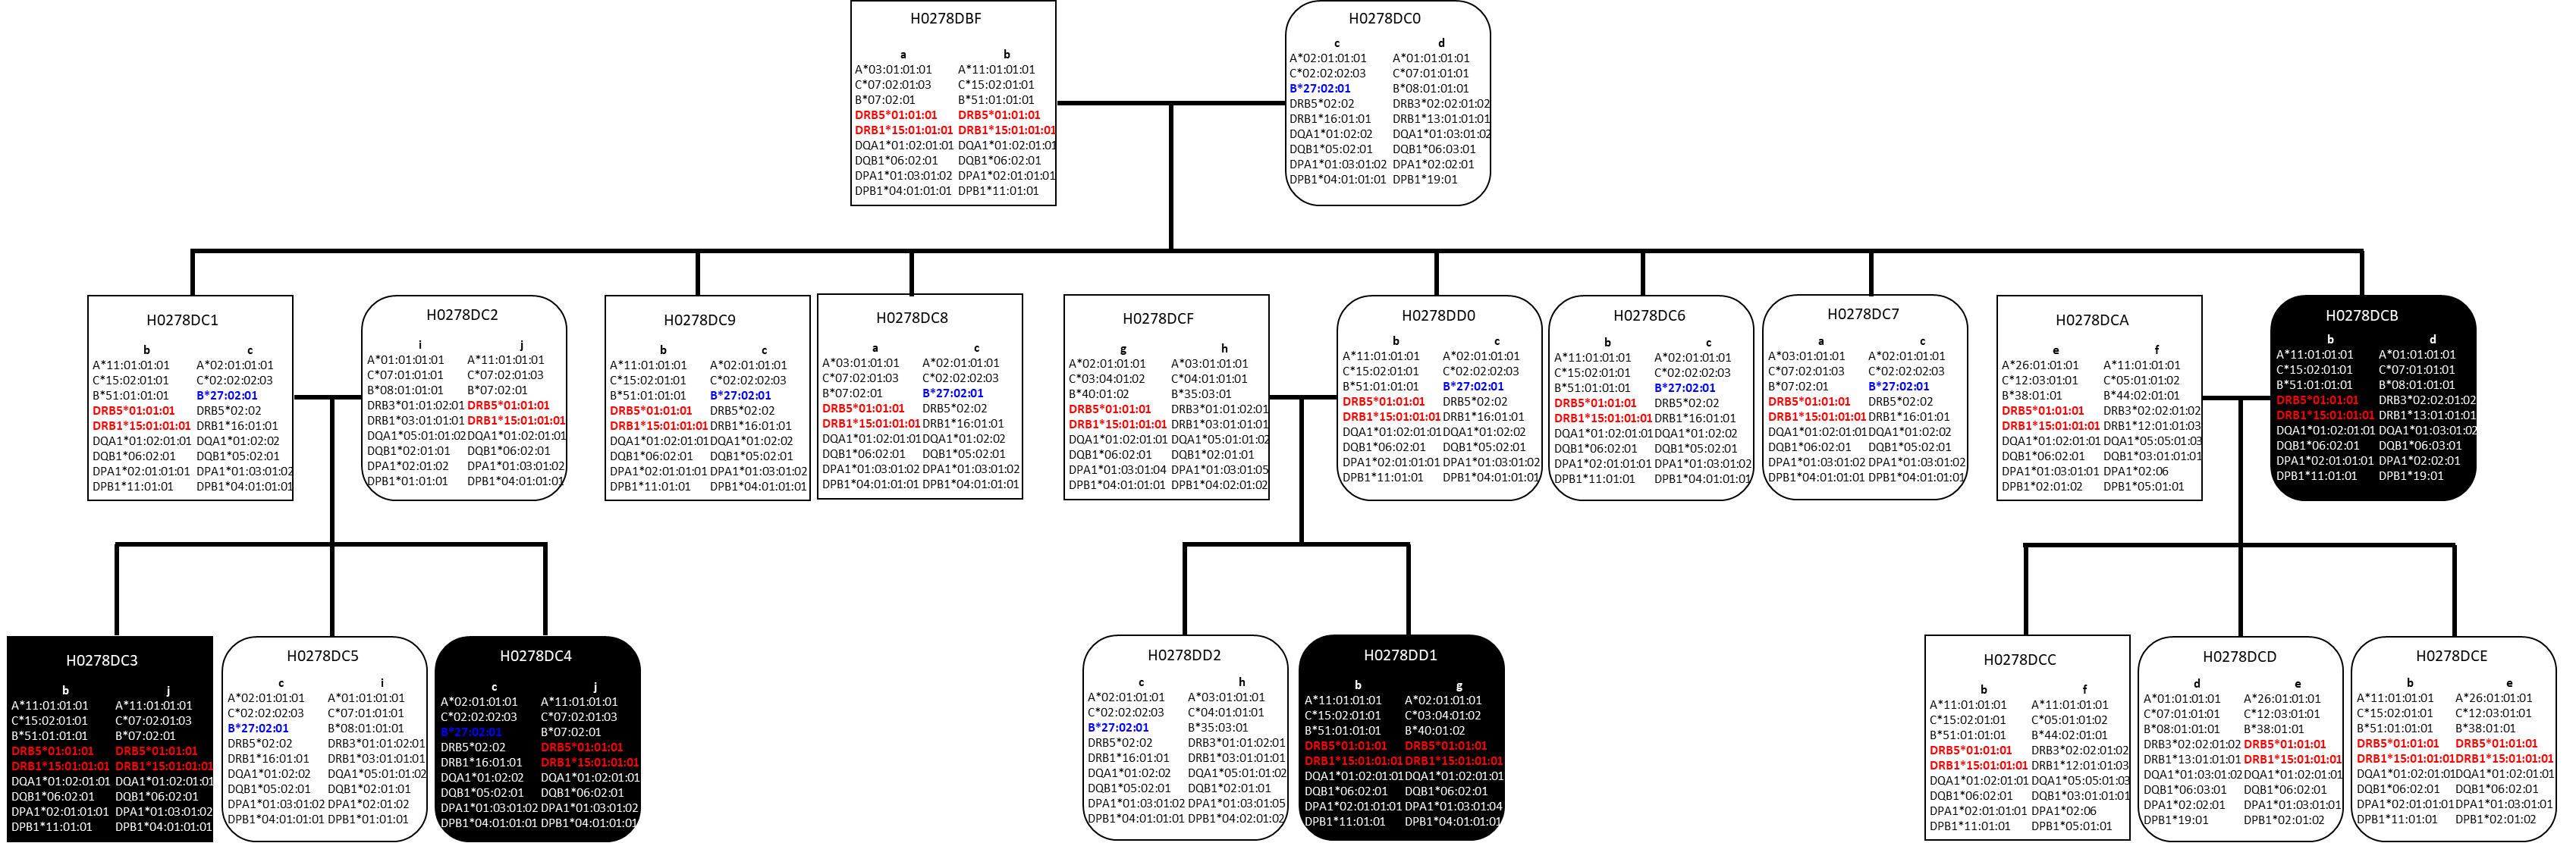 H0278DBF
a b
A*03:01:01:01 A*11:01:01:01
C*07:02:01:03 C*15:02:01:01
B*07:02:01 B*51:01:01:01
DRB5*01:01:01 DRB5*01:01:01
DRB1*15:01:01:01 DRB1*15:01:01:01
DQA1*01:02:01:01 DQA1*01:02:01:01
DQB1*06:02:01 DQB1*06:02:01
DPA1*01:03:01:02 DPA1*02:01:01:01
DPB1*04:01:01:01 DPB1*11:01:01
H0278DC0
c d
A*02:01:01:01 A*01:01:01:01
C*02:02:02:03 C*07:01:01:01
B*27:02:01 B*08:01:01:01
DRB5*02:02 DRB3*02:02:01:02
DRB1*16:01:01 DRB1*13:01:01:01
DQA1*01:02:02 DQA1*01:03:01:02
DQB1*05:02:01 DQB1*06:03:01
DPA1*01:03:01:02 DPA1*02:02:01
DPB1*04:01:01:01 DPB1*19:01
H0278DC1
b c
A*11:01:01:01 A*02:01:01:01
C*15:02:01:01 C*02:02:02:03
B*51:01:01:01 B*27:02:01
DRB5*01:01:01 DRB5*02:02
DRB1*15:01:01:01 DRB1*16:01:01
DQA1*01:02:01:01 DQA1*01:02:02
DQB1*06:02:01 DQB1*05:02:01
DPA1*02:01:01:01 DPA1*01:03:01:02
DPB1*11:01:01 DPB1*04:01:01:01
H0278DC2
i j
A*01:01:01:01 A*11:01:01:01
C*07:01:01:01 C*07:02:01:03
B*08:01:01:01 B*07:02:01
DRB3*01:01:02:01 DRB5*01:01:01
DRB1*03:01:01:01 DRB1*15:01:01:01
DQA1*05:01:01:02 DQA1*01:02:01:01
DQB1*02:01:01 DQB1*06:02:01
DPA1*02:01:02 DPA1*01:03:01:02
DPB1*01:01:01 DPB1*04:01:01:01
H0278DC9
b c
A*11:01:01:01 A*02:01:01:01
C*15:02:01:01 C*02:02:02:03
B*51:01:01:01 B*27:02:01
DRB5*01:01:01 DRB5*02:02
DRB1*15:01:01:01 DRB1*16:01:01
DQA1*01:02:01:01 DQA1*01:02:02
DQB1*06:02:01 DQB1*05:02:01
DPA1*02:01:01:01 DPA1*01:03:01:02
DPB1*11:01:01 DPB1*04:01:01:01
H0278DC8
a c
A*03:01:01:01 A*02:01:01:01
C*07:02:01:03 C*02:02:02:03
B*07:02:01 B*27:02:01
DRB5*01:01:01 DRB5*02:02
DRB1*15:01:01:01 DRB1*16:01:01
DQA1*01:02:01:01 DQA1*01:02:02
DQB1*06:02:01 DQB1*05:02:01
DPA1*01:03:01:02 DPA1*01:03:01:02
DPB1*04:01:01:01 DPB1*04:01:01:01
H0278DCF
g h
A*02:01:01:01 A*03:01:01:01
C*03:04:01:02 C*04:01:01:01
B*40:01:02 B*35:03:01
DRB5*01:01:01 DRB3*01:01:02:01
DRB1*15:01:01:01 DRB1*03:01:01:01
DQA1*01:02:01:01 DQA1*05:01:01:02
DQB1*06:02:01 DQB1*02:01:01
DPA1*01:03:01:04 DPA1*01:03:01:05
DPB1*04:01:01:01 DPB1*04:02:01:02
H0278DD0
b c
A*11:01:01:01 A*02:01:01:01
C*15:02:01:01 C*02:02:02:03
B*51:01:01:01 B*27:02:01
DRB5*01:01:01 DRB5*02:02
DRB1*15:01:01:01 DRB1*16:01:01
DQA1*01:02:01:01 DQA1*01:02:02
DQB1*06:02:01 DQB1*05:02:01
DPA1*02:01:01:01 DPA1*01:03:01:02
DPB1*11:01:01 DPB1*04:01:01:01
H0278DC6
b c
A*11:01:01:01 A*02:01:01:01
C*15:02:01:01 C*02:02:02:03
B*51:01:01:01 B*27:02:01
DRB5*01:01:01 DRB5*02:02
DRB1*15:01:01:01 DRB1*16:01:01
DQA1*01:02:01:01 DQA1*01:02:02
DQB1*06:02:01 DQB1*05:02:01
DPA1*02:01:01:01 DPA1*01:03:01:02
DPB1*11:01:01 DPB1*04:01:01:01
H0278DC7
a c
A*03:01:01:01 A*02:01:01:01
C*07:02:01:03 C*02:02:02:03
B*07:02:01 B*27:02:01
DRB5*01:01:01 DRB5*02:02
DRB1*15:01:01:01 DRB1*16:01:01
DQA1*01:02:01:01 DQA1*01:02:02
DQB1*06:02:01 DQB1*05:02:01
DPA1*01:03:01:02 DPA1*01:03:01:02
DPB1*04:01:01:01 DPB1*04:01:01:01
H0278DCA
e f
A*26:01:01:01 A*11:01:01:01
C*12:03:01:01 C*05:01:01:02
B*38:01:01 B*44:02:01:01
DRB5*01:01:01 DRB3*02:02:01:02
DRB1*15:01:01:01 DRB1*12:01:01:03
DQA1*01:02:01:01 DQA1*05:05:01:03
DQB1*06:02:01 DQB1*03:01:01:01
DPA1*01:03:01:01 DPA1*02:06
DPB1*02:01:02 DPB1*05:01:01
H0278DCB
b d
A*11:01:01:01 A*01:01:01:01
C*15:02:01:01 C*07:01:01:01
B*51:01:01:01 B*08:01:01:01
DRB5*01:01:01 DRB3*02:02:01:02
DRB1*15:01:01:01 DRB1*13:01:01:01
DQA1*01:02:01:01 DQA1*01:03:01:02
DQB1*06:02:01 DQB1*06:03:01
DPA1*02:01:01:01 DPA1*02:02:01
DPB1*11:01:01 DPB1*19:01
H0278DC3
b j
A*11:01:01:01 A*11:01:01:01
C*15:02:01:01 C*07:02:01:03
B*51:01:01:01 B*07:02:01
DRB5*01:01:01 DRB5*01:01:01
DRB1*15:01:01:01 DRB1*15:01:01:01
DQA1*01:02:01:01 DQA1*01:02:01:01
DQB1*06:02:01 DQB1*06:02:01
DPA1*02:01:01:01 DPA1*01:03:01:02
DPB1*11:01:01 DPB1*04:01:01:01
H0278DC5
c i
A*02:01:01:01 A*01:01:01:01
C*02:02:02:03 C*07:01:01:01
B*27:02:01 B*08:01:01:01
DRB5*02:02 DRB3*01:01:02:01
DRB1*16:01:01 DRB1*03:01:01:01
DQA1*01:02:02 DQA1*05:01:01:02
DQB1*05:02:01 DQB1*02:01:01
DPA1*01:03:01:02 DPA1*02:01:02
DPB1*04:01:01:01 DPB1*01:01:01
H0278DC4
c j
A*02:01:01:01 A*11:01:01:01
C*02:02:02:03 C*07:02:01:03
B*27:02:01 B*07:02:01
DRB5*02:02 DRB5*01:01:01
DRB1*16:01:01 DRB1*15:01:01:01
DQA1*01:02:02 DQA1*01:02:01:01
DQB1*05:02:01 DQB1*06:02:01
DPA1*01:03:01:02 DPA1*01:03:01:02
DPB1*04:01:01:01 DPB1*04:01:01:01
H0278DD2
c h
A*02:01:01:01 A*03:01:01:01
C*02:02:02:03 C*04:01:01:01
B*27:02:01 B*35:03:01
DRB5*02:02 DRB3*01:01:02:01
DRB1*16:01:01 DRB1*03:01:01:01
DQA1*01:02:02 DQA1*05:01:01:02
DQB1*05:02:01 DQB1*02:01:01
DPA1*01:03:01:02 DPA1*01:03:01:05
DPB1*04:01:01:01 DPB1*04:02:01:02
H0278DD1
b g
A*11:01:01:01 A*02:01:01:01
C*15:02:01:01 C*03:04:01:02
B*51:01:01:01 B*40:01:02
DRB5*01:01:01 DRB5*01:01:01
DRB1*15:01:01:01 DRB1*15:01:01:01
DQA1*01:02:01:01 DQA1*01:02:01:01
DQB1*06:02:01 DQB1*06:02:01
DPA1*02:01:01:01 DPA1*01:03:01:04
DPB1*11:01:01 DPB1*04:01:01:01
H0278DCC
b f
A*11:01:01:01 A*11:01:01:01
C*15:02:01:01 C*05:01:01:02
B*51:01:01:01 B*44:02:01:01
DRB5*01:01:01 DRB3*02:02:01:02
DRB1*15:01:01:01 DRB1*12:01:01:03
DQA1*01:02:01:01 DQA1*05:05:01:03
DQB1*06:02:01 DQB1*03:01:01:01
DPA1*02:01:01:01 DPA1*02:06
DPB1*11:01:01 DPB1*05:01:01
H0278DCD
d e
A*01:01:01:01 A*26:01:01:01
C*07:01:01:01 C*12:03:01:01
B*08:01:01:01 B*38:01:01
DRB3*02:02:01:02 DRB5*01:01:01
DRB1*13:01:01:01 DRB1*15:01:01:01
DQA1*01:03:01:02 DQA1*01:02:01:01
DQB1*06:03:01 DQB1*06:02:01
DPA1*02:02:01 DPA1*01:03:01:01
DPB1*19:01 DPB1*02:01:02
H0278DCE
b e
A*11:01:01:01 A*26:01:01:01
C*15:02:01:01 C*12:03:01:01
B*51:01:01:01 B*38:01:01
DRB5*01:01:01 DRB5*01:01:01
DRB1*15:01:01:01 DRB1*15:01:01:01
DQA1*01:02:01:01 DQA1*01:02:01:01
DQB1*06:02:01 DQB1*06:02:01
DPA1*02:01:01:01 DPA1*01:03:01:01
DPB1*11:01:01 DPB1*02:01:02